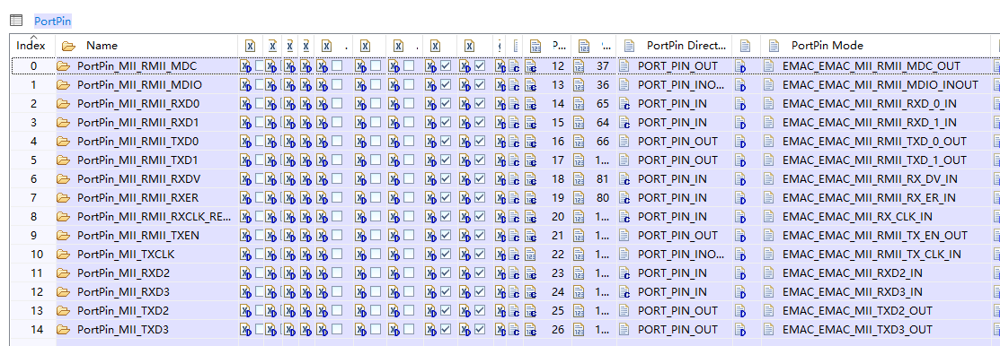 PortPin
Index Name P... PortPin Direct... PortPin Mode
0 PortPin_MII_RMII_MDC 12 37 PORT_PIN_OUT EMAC_EMAC_MII_RMII_MDC_OUT
1 PortPin_MII_RMII_MDIO 13 36 PORT_PIN_INO... EMAC_EMAC_MII_RMII_MDIO_INOUT
2 PortPin_MII_RMII_RXD0 14 65 PORT_PIN_IN EMAC_EMAC_MII_RMII_RXD_0_IN
3 PortPin_MII_RMII_RXD1 15 64 PORT_PIN_IN EMAC_EMAC_MII_RMII_RXD_1_IN
4 PortPin_MII_RMII_TXD0 16 66 PORT_PIN_OUT EMAC_EMAC_MII_RMII_TXD_0_OUT
5 PortPin_MII_RMII_TXD1 17 1... PORT_PIN_OUT EMAC_EMAC_MII_RMII_TXD_1_OUT
6 PortPin_MII_RMII_RXDV 18 81 PORT_PIN_IN EMAC_EMAC_MII_RMII_RX_DV_IN
7 PortPin_MII_RMII_RXER 19 80 PORT_PIN_IN EMAC_EMAC_MII_RMII_RX_ER_IN
8 PortPin_MII_RMII_RXCLK_RE... 20 1... PORT_PIN_IN EMAC_EMAC_MII_RX_CLK_IN
9 PortPin_MII_RMII_TXEN 21 1... PORT_PIN_OUT EMAC_EMAC_MII_RMII_TX_EN_OUT
10 PortPin_MII_TXCLK 22 1... PORT_PIN_INO... EMAC_EMAC_MII_RMII_TX_CLK_IN
11 PortPin_MII_RXD2 23 1... PORT_PIN_IN EMAC_EMAC_MII_RXD2_IN
12 PortPin_MII_RXD3 24 1... PORT_PIN_IN EMAC_EMAC_MII_RXD3_IN
13 PortPin_MII_TXD2 25 1... PORT_PIN_OUT EMAC_EMAC_MII_TXD2_OUT
14 PortPin_MII_TXD3 26 1... PORT_PIN_OUT EMAC_EMAC_MII_TXD3_OUT